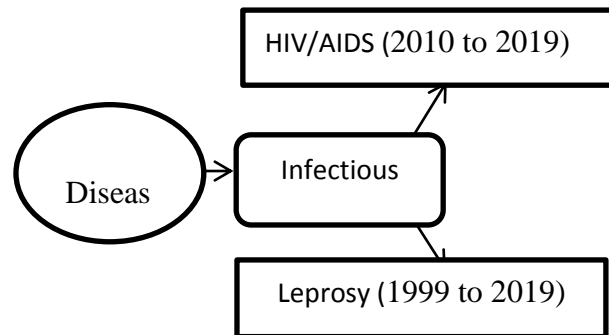 HIV/AIDS (2010 to 2019)
Diseas
Infectious
Leprosy (1999 to 2019)